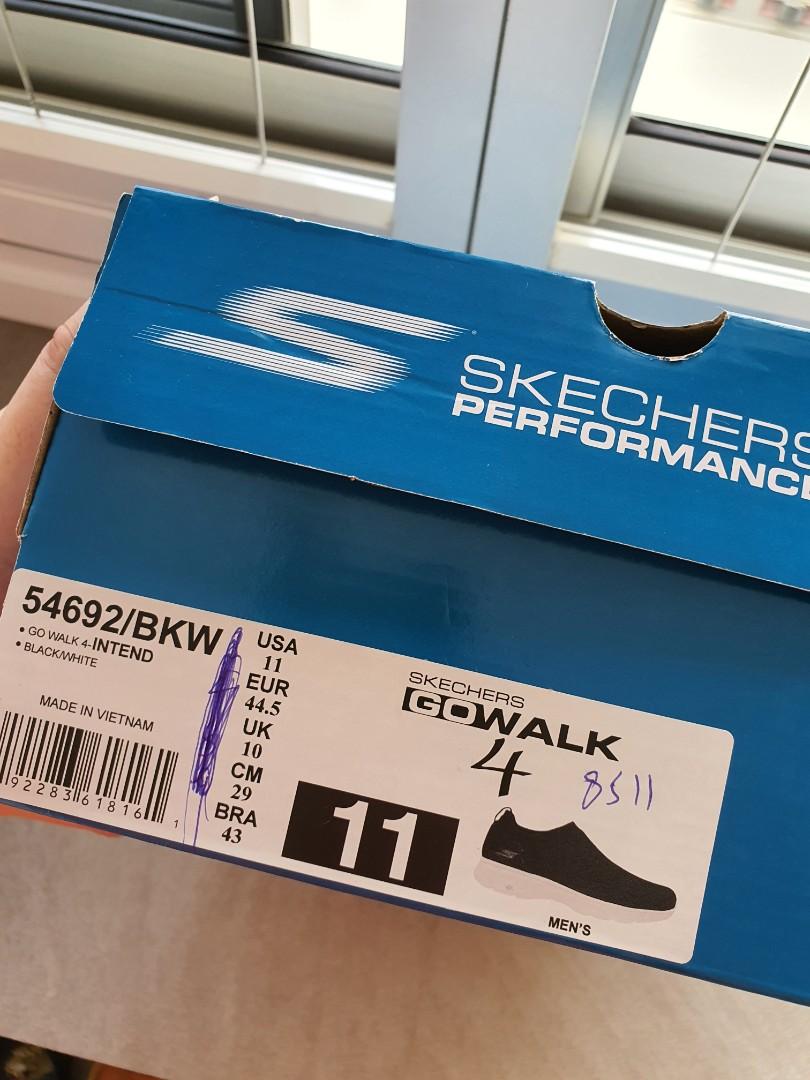 SKECHERS
PERFORMANCE
54692/BKW
• GO WALK 4-INTEND
• BLACK/WHITE
MADE IN VIETNAM
92283 61816 1
USA
11
EUR
44.5
UK
10
CM
29
BRA
43
11
SKECHERS
GOWALK
4
8511
MEN'S